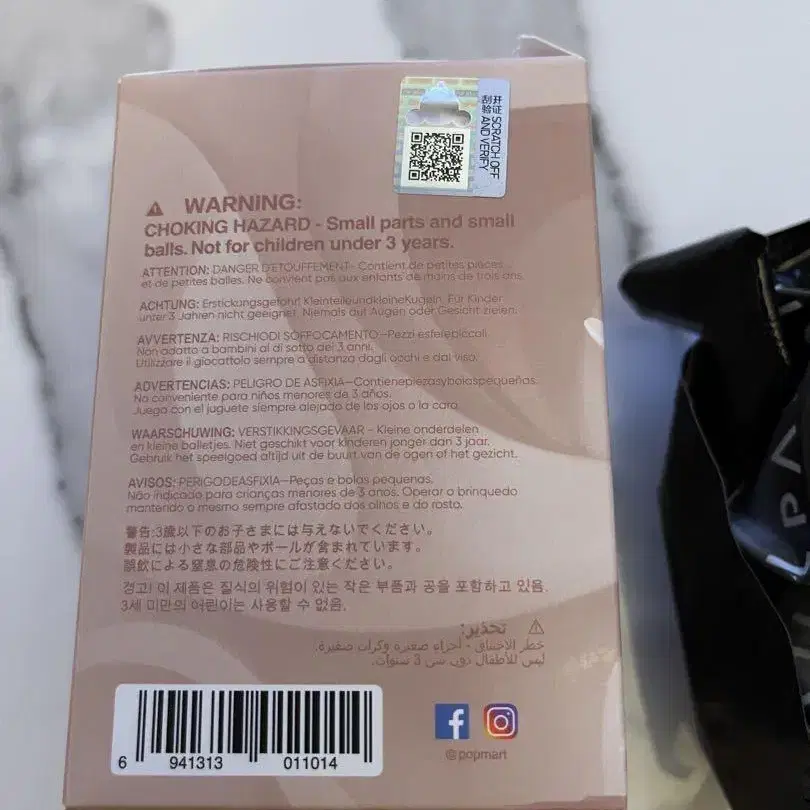 开证 SCRATCH OFF
刮验 AND VERIFY
WARNING:
CHOKING HAZARD - Small parts and small
balls. Not for children under 3 years.
ATTENTION: DANGER D'ETOUFFEMENT- Contient de petites pièces
et de petites balles. Ne convient pas aux enfants de moins de trois ans.
ACHTUNG: Erstickungsgefahr! KleinteileundkleineKugeln. Für Kinder
unter 3 Jahren nicht geeignet. Niemals auf Augen oder Gesicht zielen.
AVVERTENZA: RISCHIODI SOFFOCAMENTO—Pezzi esferepiccoli.
Non adatto a bambini al di sotto dei 3 anni.
Utilizzare il giocattolo sempre a distanza dagli occhi e dal viso.
ADVERTENCIAS: PELIGRO DE ASFIXIA—Contienepiezasybolaspequeñas.
No conveniente para niños menores de 3 años.
Juega con el juguete siempre alejado de los ojos o la cara.
WAARSCHUWING: VERSTIKKINGSGEVAAR - Kleine onderdelen
en kleine balletjes. Niet geschikt voor kinderen jonger dan 3 jaar.
Gebruik het speelgoed altijd uit de buurt van de ogen of het gezicht.
AVISOS: PERIGODEASFIXIA—Peças e bolas pequenas.
Não indicado para crianças menores de 3 anos. Operar o brinquedo
mantendo o mesmo sempre afastado dos olhos e do rosto.
警告:3歳以下のお子さまには与えないでください。
製品には小さな部品やボールが含まれています。
誤飲による窒息の危険性にご注意ください。
경고! 이 제품은 질식의 위험이 있는 작은 부품과 공을 포함하고 있음.
3세 미만의 어린이는 사용할 수 없음.
تحذير:
خطر الاختناق - أجزاء صغيرة وكرات صغيرة.
ليس للأطفال دون سن 3 سنوات.
6 941313 011014
@popmart